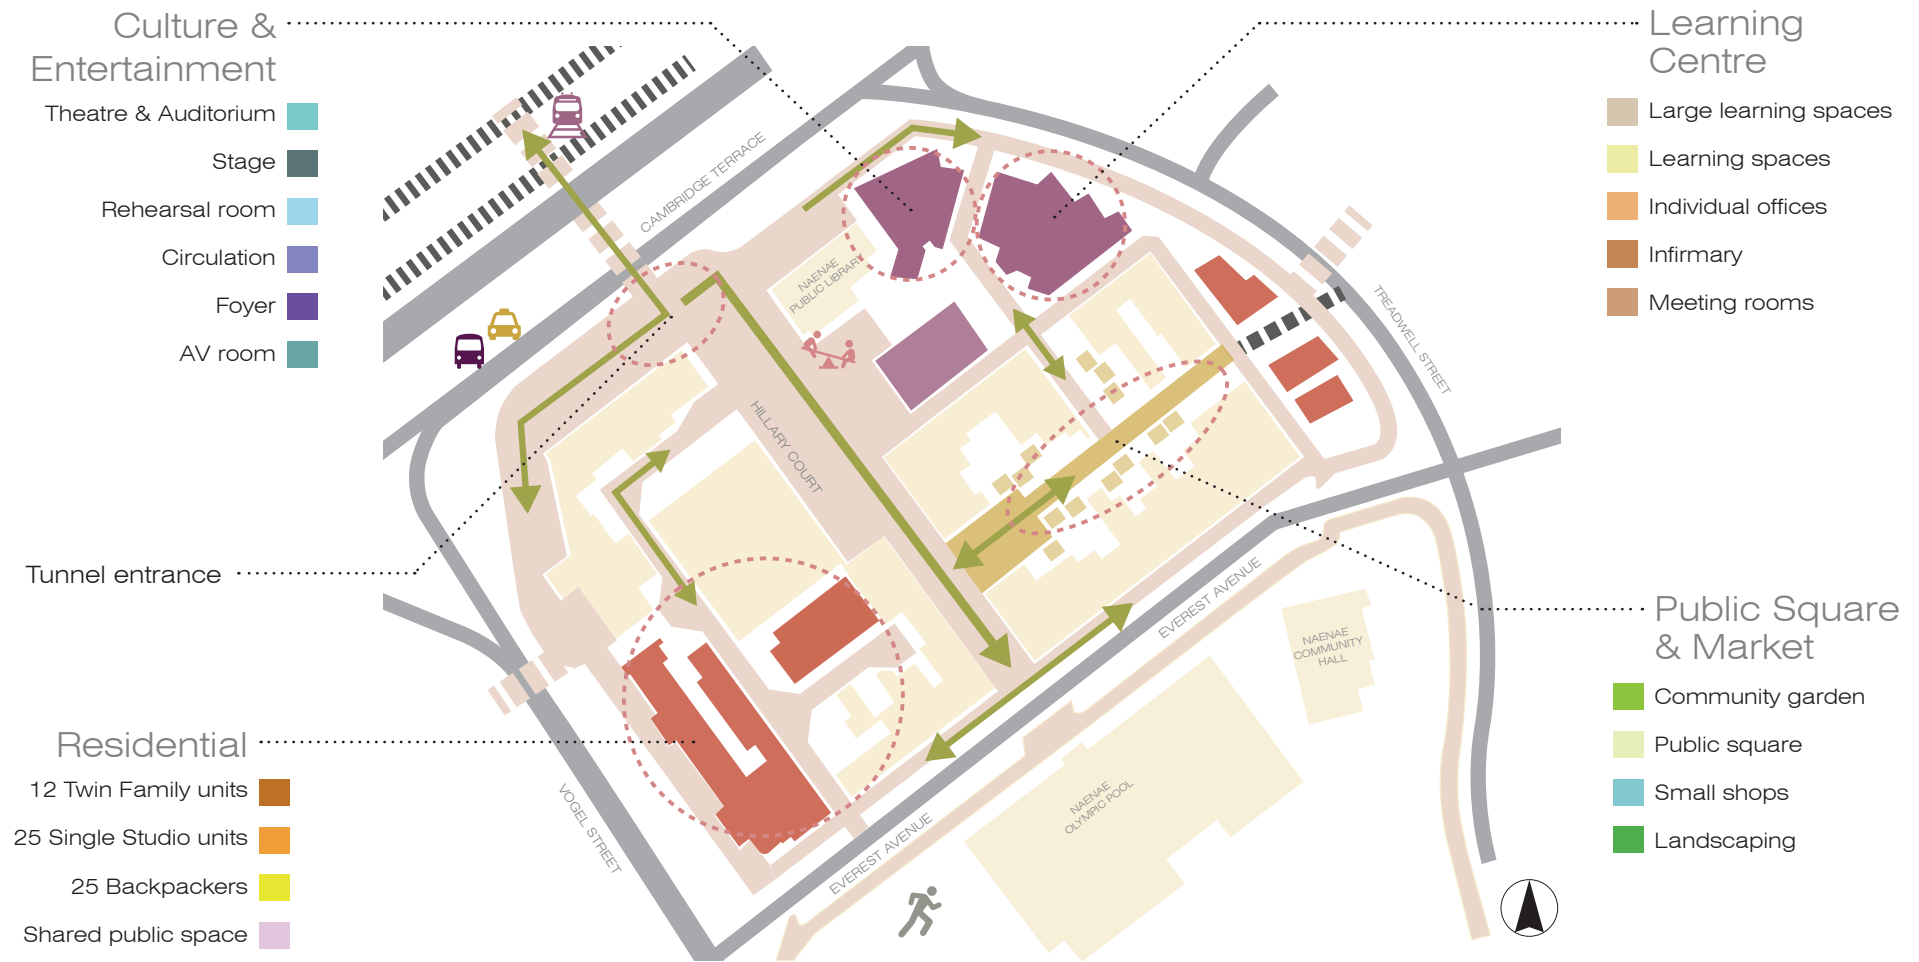 Culture &
Entertainment
Theatre & Auditorium
Stage
Rehearsal room
Circulation
Foyer
AV room
Learning
Centre
Large learning spaces
Learning spaces
Individual offices
Infirmary
Meeting rooms
CAMBRIDGE TERRACE
NAENAE
PUBLIC LIBRARY
TREADWELL STREET
HILLARY COURT
Tunnel entrance
EVEREST AVENUE
NAENAE
COMMUNITY
HALL
Public Square
& Market
Community garden
Public square
Small shops
Landscaping
Residential
12 Twin Family units
25 Single Studio units
25 Backpackers
Shared public space
VOGEL STREET
EVEREST AVENUE
NAENAE
OLYMPIC POOL